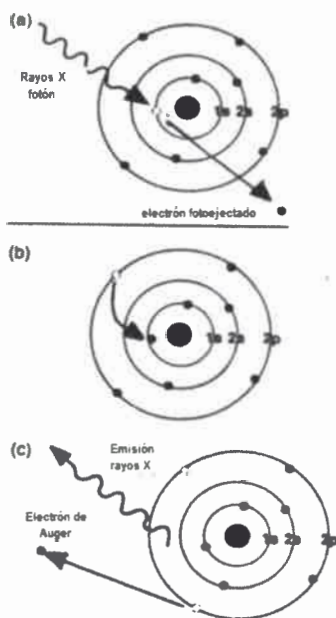 (a)
Rayos X
fotón
1s 2s 2p
electrón fotoejectado
(b)
1s 2s 2p
(c)
Emisión
rayos X
Electrón de
Auger
1s 2s 2p